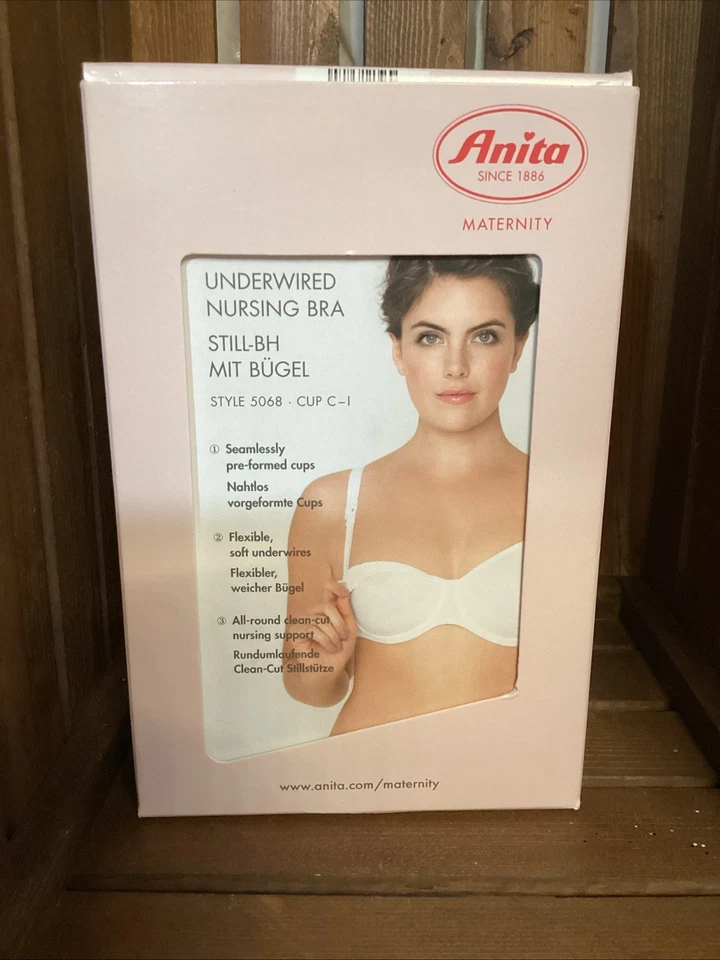 Anita
SINCE 1886
MATERNITY
UNDERWIRED
NURSING BRA
STILL-BH
MIT BÜGEL
STYLE 5068 · CUP C–I
① Seamlessly
pre-formed cups
Nahtlos
vorgeformte Cups
② Flexible,
soft underwires
Flexibler,
weicher Bügel
③ All-round clean-cut
nursing support
Rundumlaufende
Clean-Cut Stillstütze
www.anita.com/maternity